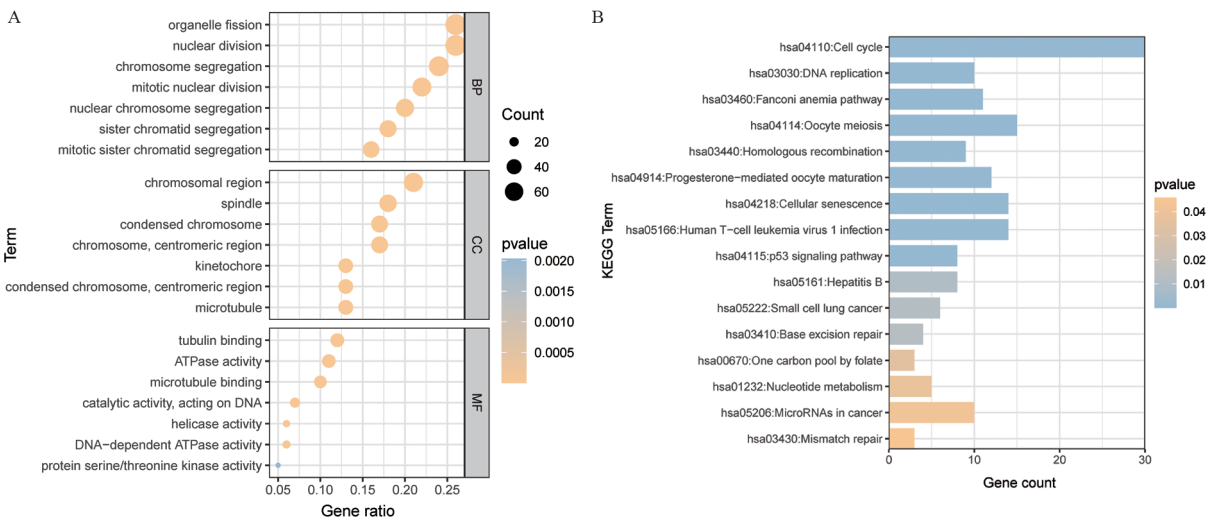 A
organelle fission
nuclear division
chromosome segregation
mitotic nuclear division
nuclear chromosome segregation
sister chromatid segregation
mitotic sister chromatid segregation
BP
chromosomal region
spindle
condensed chromosome
chromosome, centromeric region
kinetochore
condensed chromosome, centromeric region
microtubule
CC
tubulin binding
ATPase activity
microtubule binding
catalytic activity, acting on DNA
helicase activity
DNA−dependent ATPase activity
protein serine/threonine kinase activity
MF
Term
0.05 0.10 0.15 0.20 0.25
Gene ratio
Count
20
40
60
pvalue
0.0020
0.0015
0.0010
0.0005
B
hsa04110:Cell cycle
hsa03030:DNA replication
hsa03460:Fanconi anemia pathway
hsa04114:Oocyte meiosis
hsa03440:Homologous recombination
hsa04914:Progesterone-mediated oocyte maturation
hsa04218:Cellular senescence
hsa05166:Human T-cell leukemia virus 1 infection
hsa04115:p53 signaling pathway
hsa05161:Hepatitis B
hsa05222:Small cell lung cancer
hsa03410:Base excision repair
hsa00670:One carbon pool by folate
hsa01232:Nucleotide metabolism
hsa05206:MicroRNAs in cancer
hsa03430:Mismatch repair
KEGG Term
0 10 20 30
Gene count
pvalue
0.04
0.03
0.02
0.01